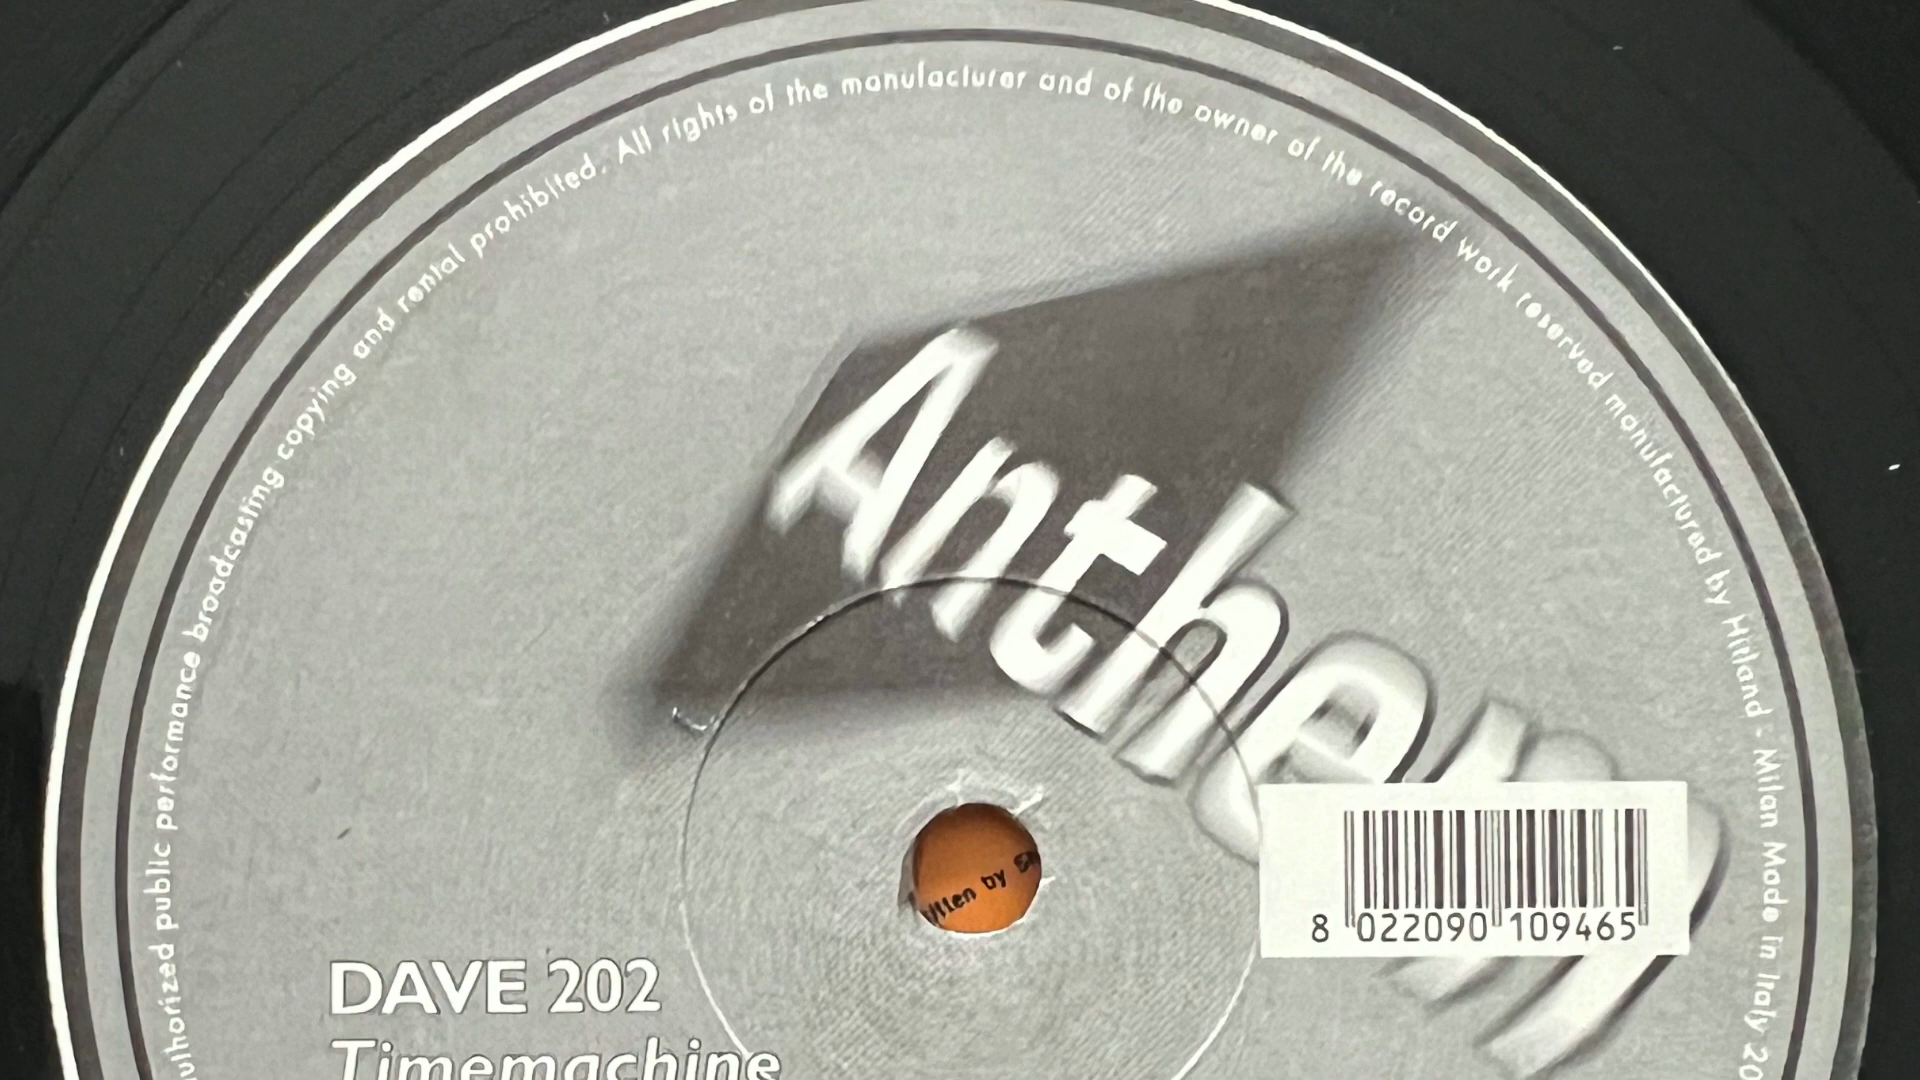 public performance broadcasting copying and rental prohibited. All rights of the manufacturer and of the owner of the record work reserved manufactured by Hitland - Milan Made in Italy
Anthem
8 022090 109465
by
DAVE 202
Timemachine